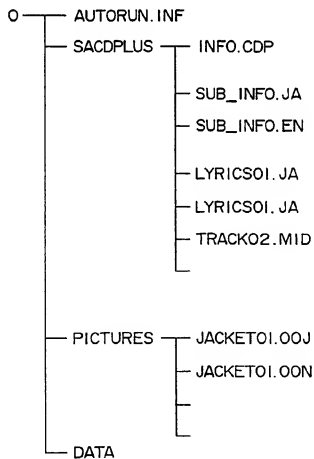 0 AUTORUN.INF
SACDPLUS INFO.CDP
SUB_INFO.JA
SUB_INFO.EN
LYRICS01.JA
LYRICS01.JA
TRACK02.MID
PICTURES JACKET01.00J
JACKET01.00N
DATA